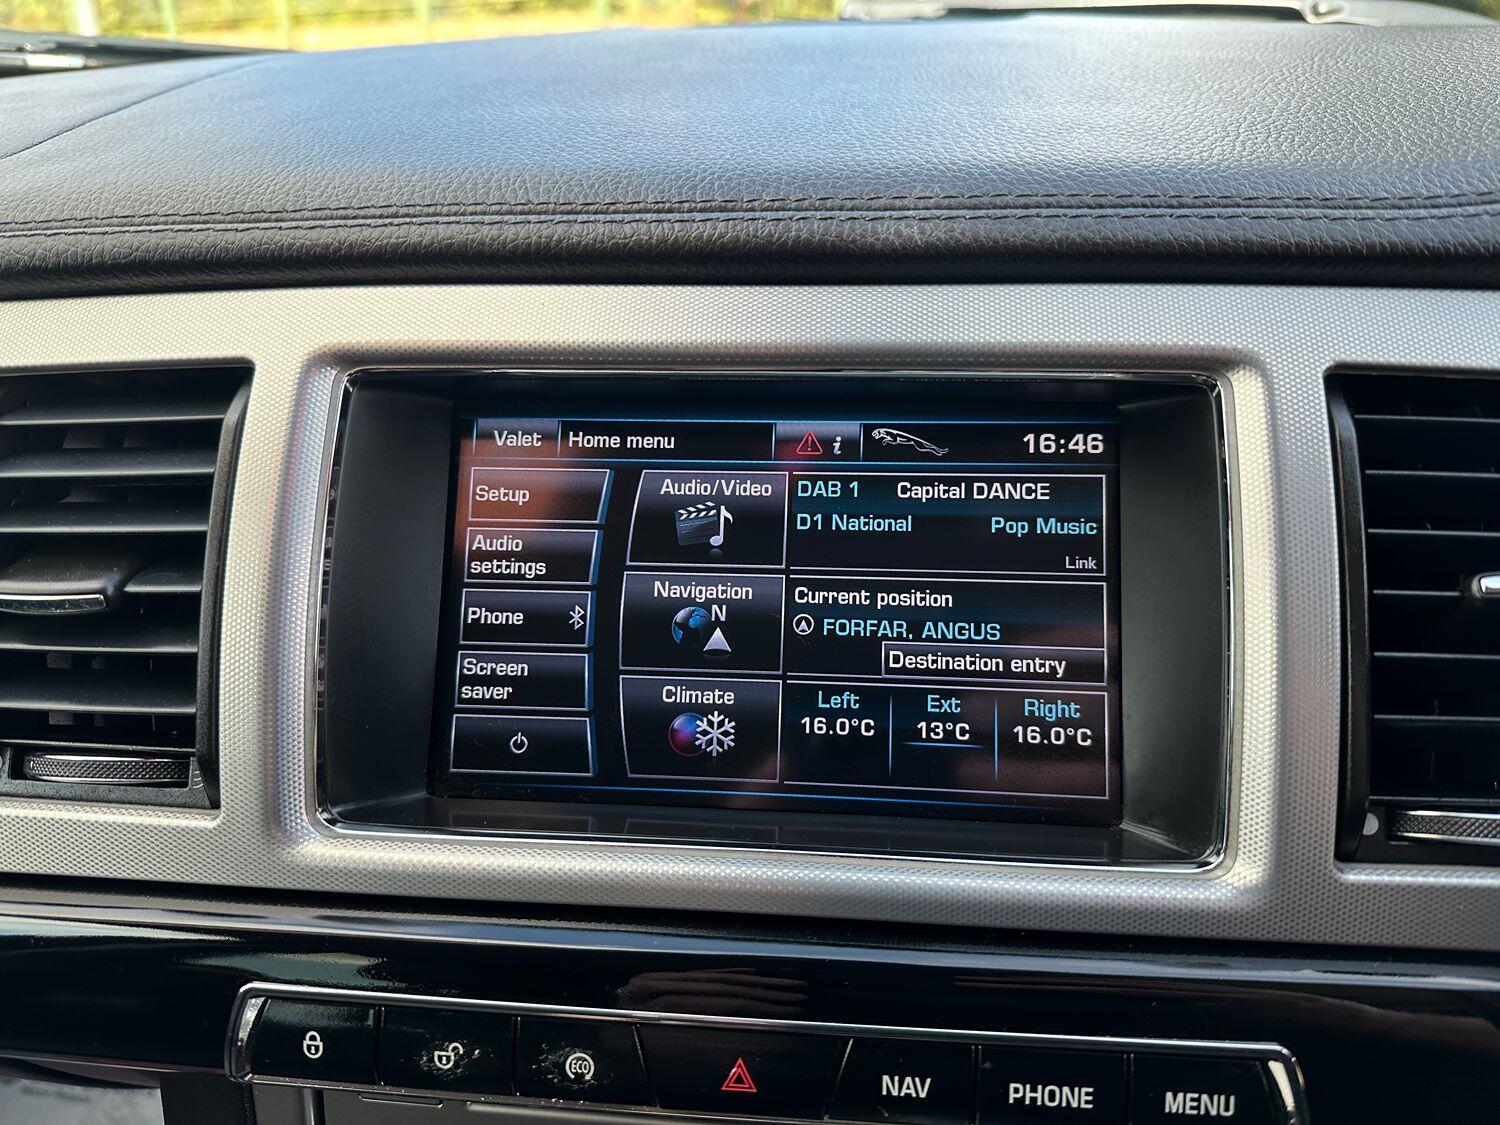 Valet
Home menu
i
16:46
Setup
Audio
settings
Phone
Screen
saver
Audio/Video
Navigation
N
Climate
DAB 1 Capital DANCE
D1 National Pop Music
Link
Current position
FORFAR, ANGUS
Destination entry
Left Ext Right
16.0°C 13°C 16.0°C
ECO
NAV
PHONE
MENU